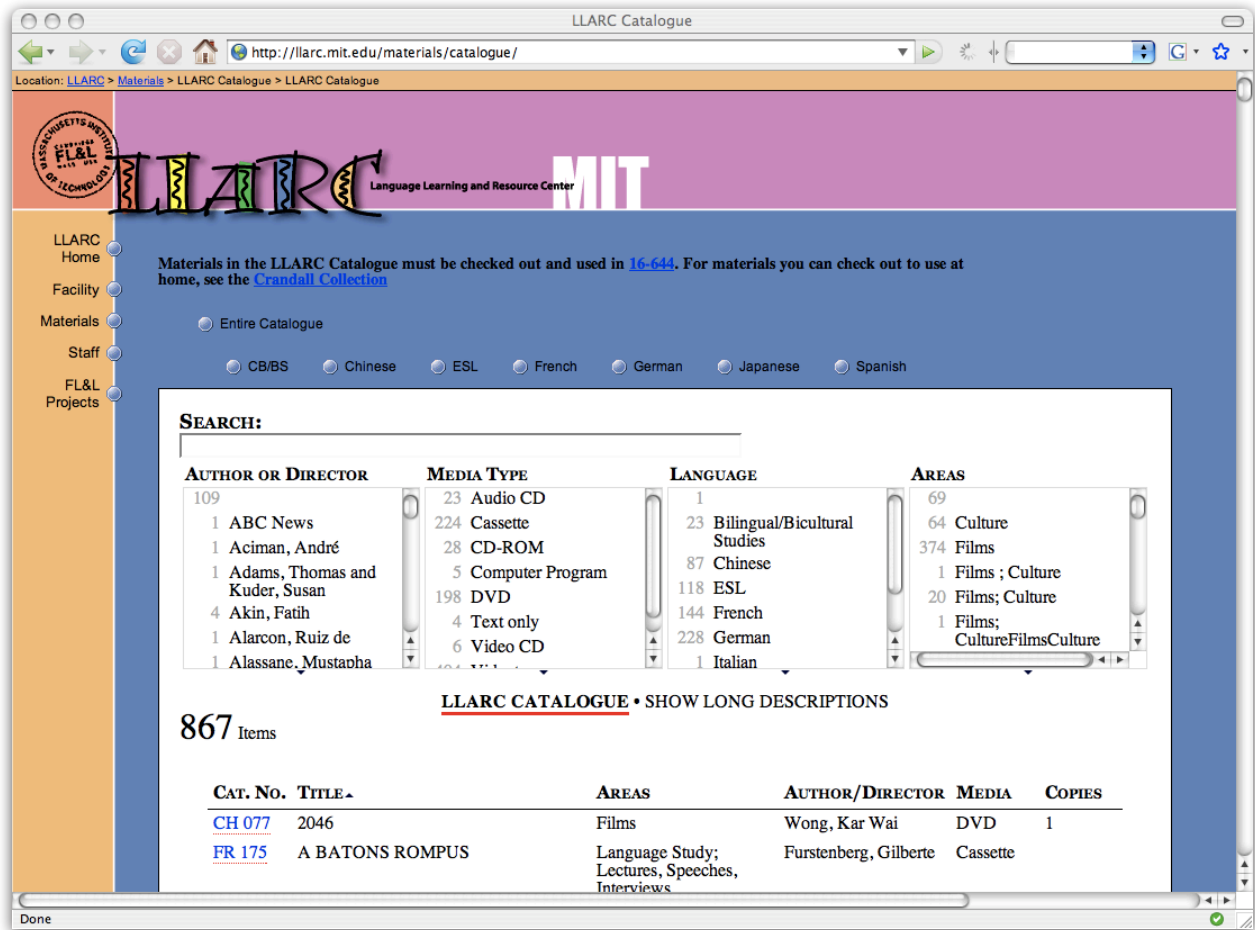 LLARC Catalogue
http://llarc.mit.edu/materials/catalogue/
G
Location: LLARC > Materials > LLARC Catalogue > LLARC Catalogue
MASSACHUSETTS INSTITUTE
OF TECHNOLOGY
FL&L
LLARC
Language Learning and Resource Center
MIT
LLARC
Home
Facility
Materials
Staff
FL&L
Projects
Materials in the LLARC Catalogue must be checked out and used in 16-644. For materials you can check out to use at
home, see the Crandall Collection
Entire Catalogue
CB/BS Chinese ESL French German Japanese Spanish
SEARCH:
AUTHOR OR DIRECTOR
109
1 ABC News
1 Aciman, André
1 Adams, Thomas and
Kuder, Susan
4 Akin, Fatih
1 Alarcon, Ruiz de
1 Alassane, Mustapha
MEDIA TYPE
23 Audio CD
224 Cassette
28 CD-ROM
5 Computer Program
198 DVD
4 Text only
6 Video CD
LANGUAGE
1
23 Bilingual/Bicultural
Studies
87 Chinese
118 ESL
144 French
228 German
1 Italian
AREAS
69
64 Culture
374 Films
1 Films ; Culture
20 Films; Culture
1 Films;
CultureFilmsCulture
LLARC CATALOGUE • SHOW LONG DESCRIPTIONS
867 Items
CAT. NO. TITLE AREAS AUTHOR/DIRECTOR MEDIA COPIES
CH 077 2046 Films Wong, Kar Wai DVD 1
FR 175 A BATONS ROMPUS Language Study; Furstenberg, Gilberte Cassette
Lectures, Speeches,
Interviews
Done